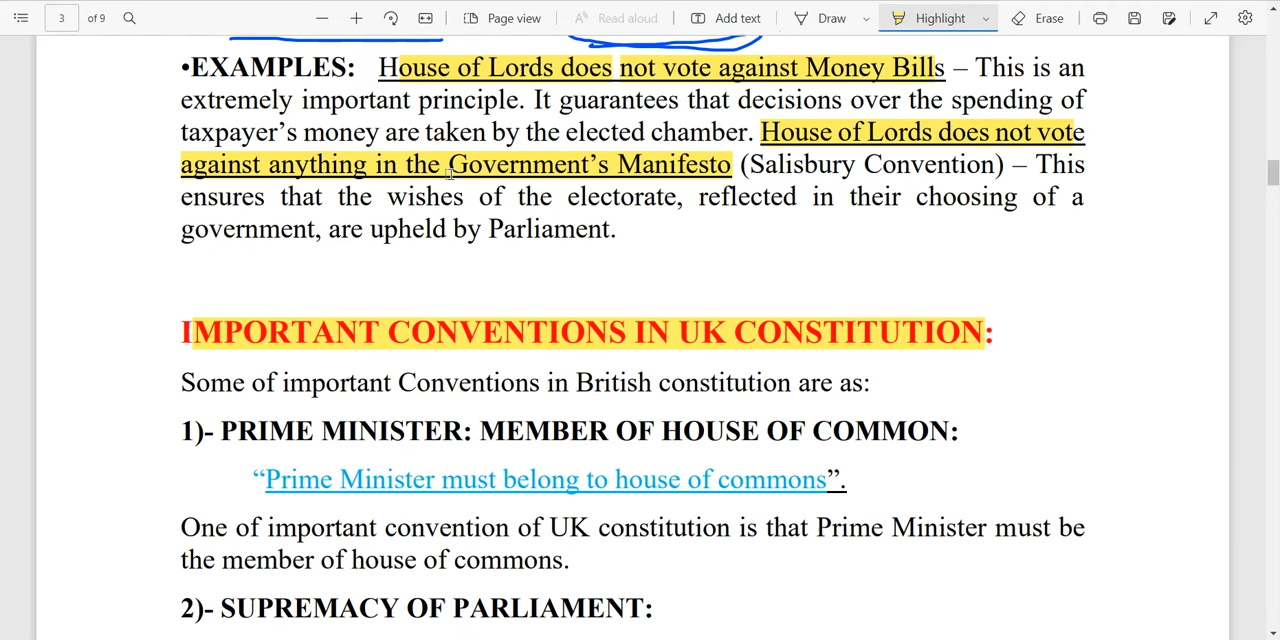 3 of 9 Page view Read aloud Add text Draw Highlight Erase
•EXAMPLES: House of Lords does not vote against Money Bills – This is an
extremely important principle. It guarantees that decisions over the spending of
taxpayer’s money are taken by the elected chamber. House of Lords does not vote
against anything in the Government’s Manifesto (Salisbury Convention) – This
ensures that the wishes of the electorate, reflected in their choosing of a
government, are upheld by Parliament.
IMPORTANT CONVENTIONS IN UK CONSTITUTION:
Some of important Conventions in British constitution are as:
1)- PRIME MINISTER: MEMBER OF HOUSE OF COMMON:
“Prime Minister must belong to house of commons”.
One of important convention of UK constitution is that Prime Minister must be
the member of house of commons.
2)- SUPREMACY OF PARLIAMENT: